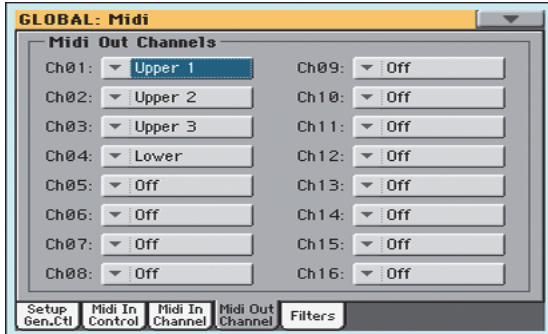 GLOBAL: Midi
Midi Out Channels
Ch01: Upper 1
Ch02: Upper 2
Ch03: Upper 3
Ch04: Lower
Ch05: Off
Ch06: Off
Ch07: Off
Ch08: Off
Ch09: Off
Ch10: Off
Ch11: Off
Ch12: Off
Ch13: Off
Ch14: Off
Ch15: Off
Ch16: Off
Setup Gen.Ctl
Midi In Control
Midi In Channel
Midi Out Channel
Filters